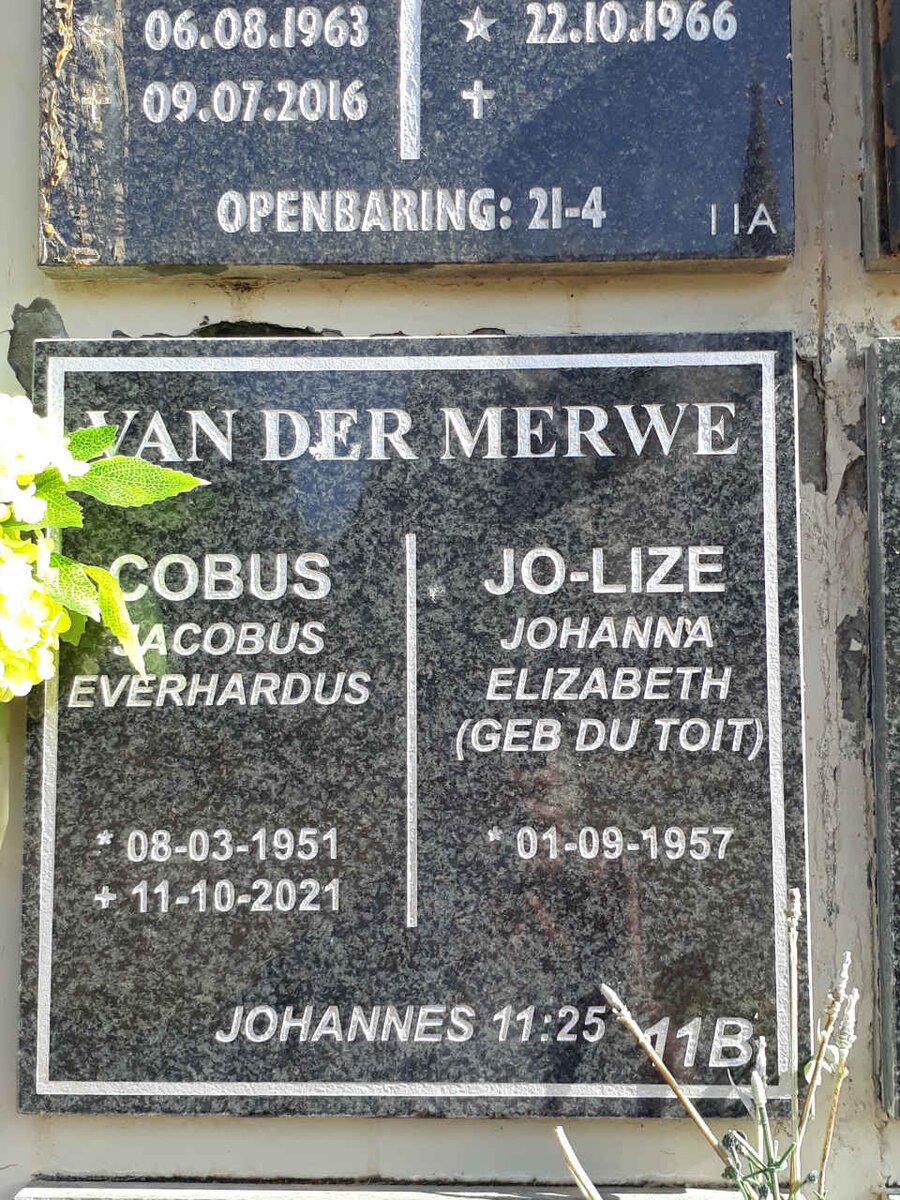 * 06.08.1963 * 22.10.1966
+ 09.07.2016 +
OPENBARING: 21-4
11A
VAN DER MERWE
COBUS
JACOBUS
EVERHARDUS
* 08-03-1951
+ 11-10-2021
JO-LIZE
JOHANNA
ELIZABETH
(GEB DU TOIT)
* 01-09-1957
JOHANNES 11:25
11B